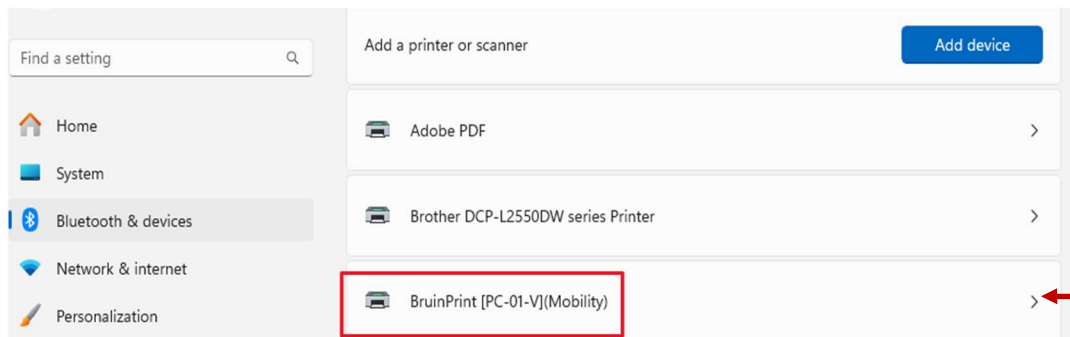 Find a setting
Home
System
Bluetooth & devices
Network & internet
Personalization
Add a printer or scanner
Add device
Adobe PDF
Brother DCP-L2550DW series Printer
BruinPrint [PC-01-V](Mobility)